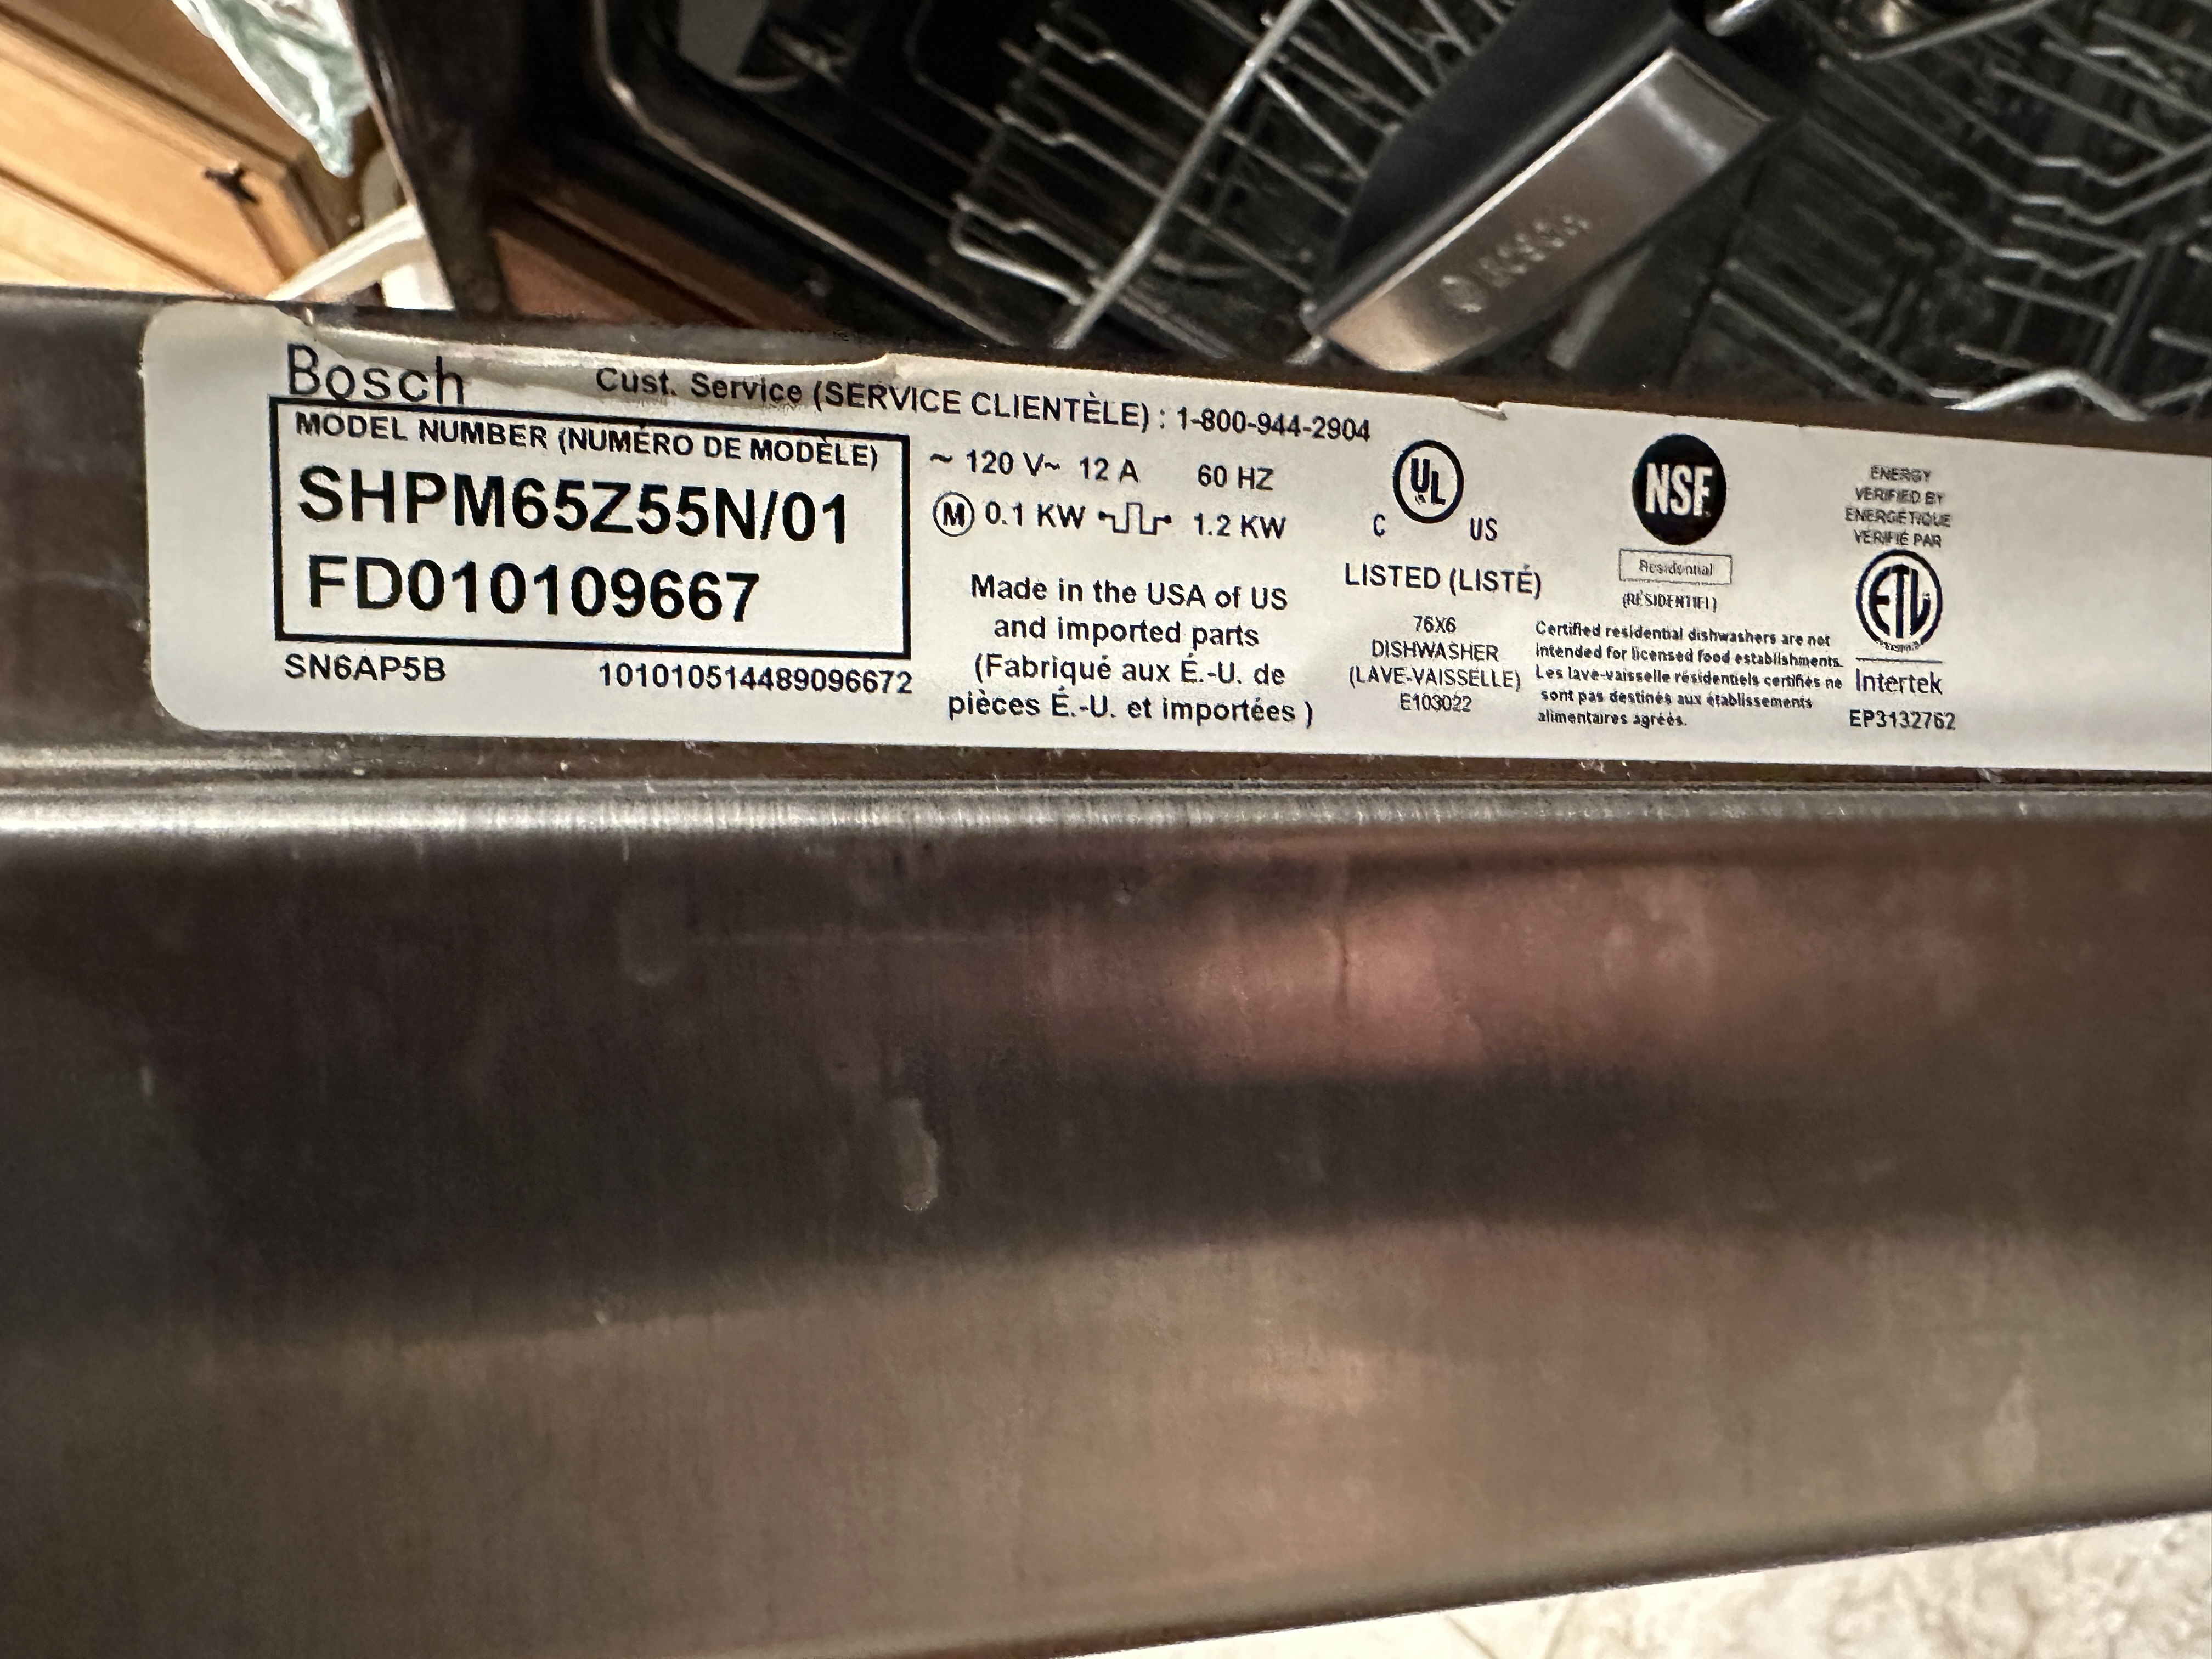 BOSCH
Bosch
Cust. Service (SERVICE CLIENTÈLE) : 1-800-944-2904
MODEL NUMBER (NUMÉRO DE MODÈLE)
SHPM65Z55N/01
FD010109667
SN6AP5B 101010514489096672
~ 120 V~ 12 A 60 HZ
M 0.1 KW 1.2 KW
Made in the USA of US
and imported parts
(Fabriqué aux É.-U. de
pièces É.-U. et importées )
UL
C US
LISTED (LISTÉ)
76X6
DISHWASHER
(LAVE-VAISSELLE)
E103022
NSF.
Residential
(RÉSIDENTIEL)
Certified residential dishwashers are not
intended for licensed food establishments.
Les lave-vaisselle résidentiels certifiés ne
sont pas destinés aux établissements
alimentaires agréés.
ENERGY
VERIFIED BY
ÉNERGÉTIQUE
VERIFIÉ PAR
ETL
Intertek
EP3132762